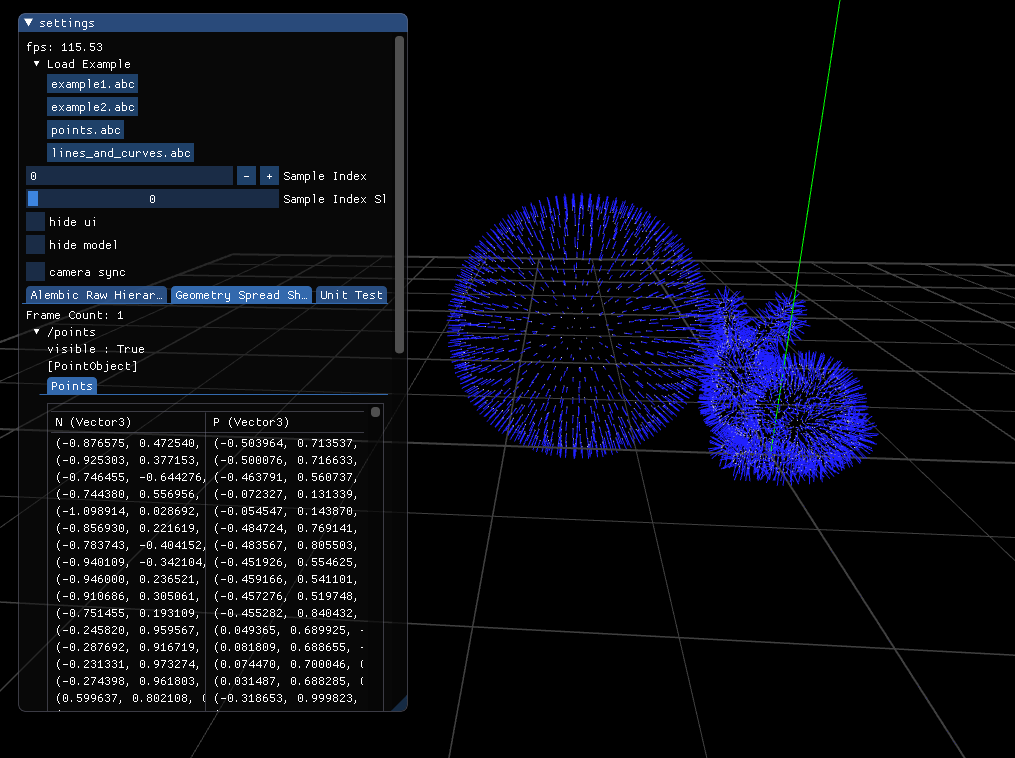 settings
fps: 115.53
Load Example
example1.abc
example2.abc
points.abc
lines_and_curves.abc
0 - + Sample Index
0 Sample Index Sl
hide ui
hide model
camera sync
Alembic Raw Hierar… Geometry Spread Sh… Unit Test
Frame Count: 1
/points
visible : True
[PointObject]
Points
N (Vector3) P (Vector3)
(-0.876575, 0.472540, (-0.503964, 0.713537,
(-0.925303, 0.377153, (-0.500076, 0.716633,
(-0.746455, -0.644276, (-0.463791, 0.560737,
(-0.744380, 0.556956, (-0.072327, 0.131339,
(-1.098914, 0.028692, (-0.054547, 0.143870,
(-0.856930, 0.221619, (-0.484724, 0.769141,
(-0.783743, -0.404152, (-0.483567, 0.805503,
(-0.940109, -0.342104, (-0.451926, 0.554625,
(-0.946000, 0.236521, (-0.459166, 0.541101,
(-0.910686, 0.305061, (-0.457276, 0.519748,
(-0.751455, 0.193109, (-0.455282, 0.840432,
(-0.245820, 0.959567, (0.049365, 0.689925, -
(-0.287692, 0.916719, (0.081809, 0.688655, -
(-0.231331, 0.973274, (0.074470, 0.700046, 0
(-0.274398, 0.961803, (0.031487, 0.688285, 0
(0.599637, 0.802108, 0 (-0.318653, 0.999823,